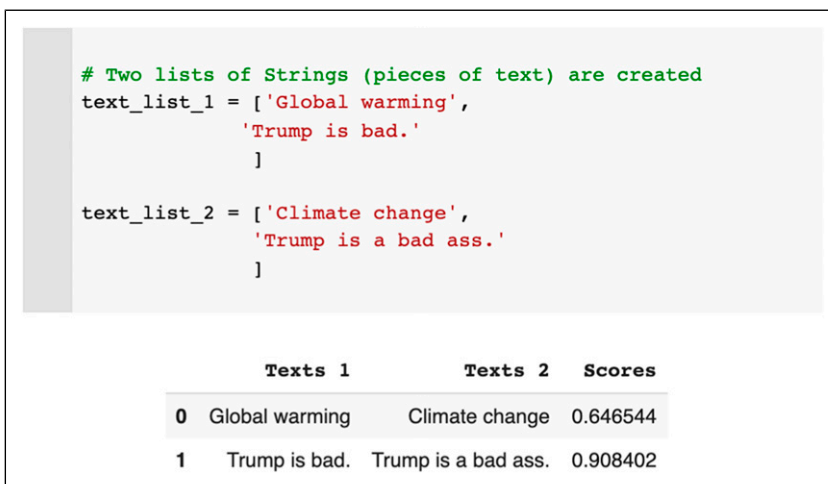 # Two lists of Strings (pieces of text) are created
text_list_1 = ['Global warming',
'Trump is bad.'
]
text_list_2 = ['Climate change',
'Trump is a bad ass.'
]
Texts 1 Texts 2 Scores
0 Global warming Climate change 0.646544
1 Trump is bad. Trump is a bad ass. 0.908402